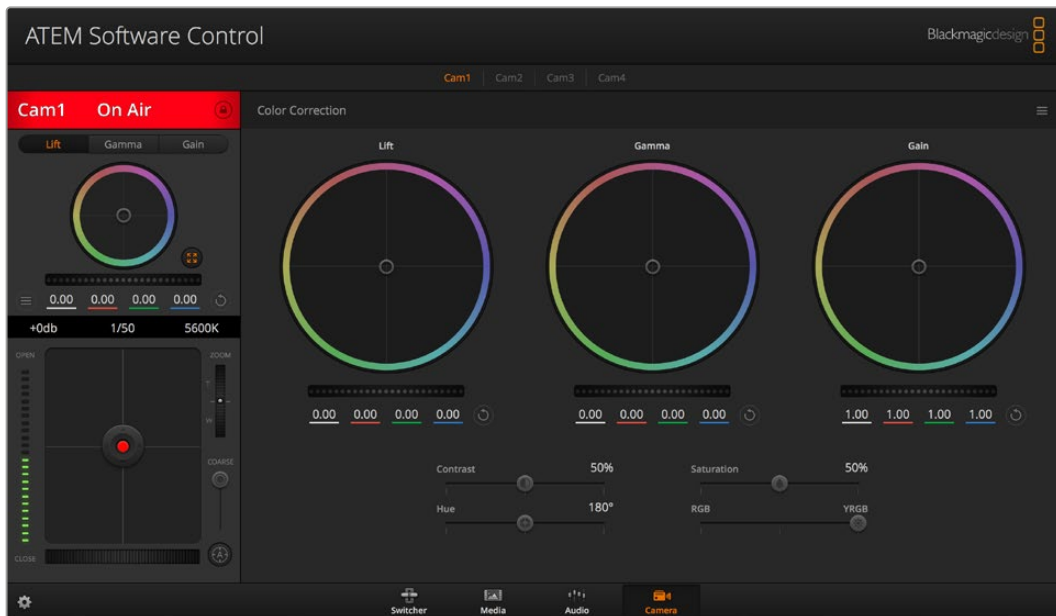 ATEM Software Control
Blackmagicdesign
Cam1 Cam2 Cam3 Cam4
Cam1 On Air
Color Correction
Lift Gamma Gain
Lift Gamma Gain
0.00 0.00 0.00 0.00
+0db 1/50 5600K
OPEN
ZOOM
T
W
COARSE
CLOSE
A
0.00 0.00 0.00 0.00
0.00 0.00 0.00 0.00
1.00 1.00 1.00 1.00
Contrast 50%
Saturation 50%
Hue 180°
RGB YRGB
Switcher Media Audio Camera